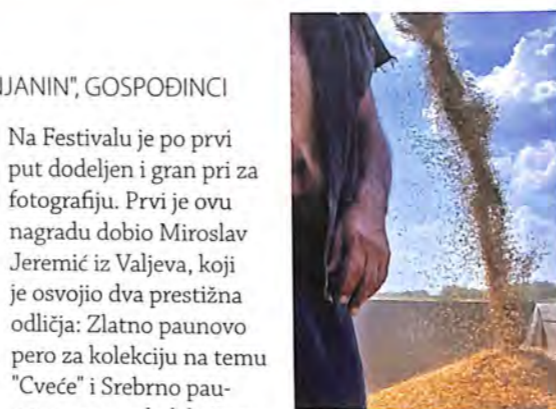 GOSPOĐINCI
Na Festivalu je po prvi
put dodeljen i gran pri za
fotografiju. Prvi je ovu
nagradu dobio Miroslav
Jeremić iz Valjeva, koji
je osvojio dva prestižna
odličja: Zlatno paunovo
pero za kolekciju na temu
"Cveće" i Srebrno pau-